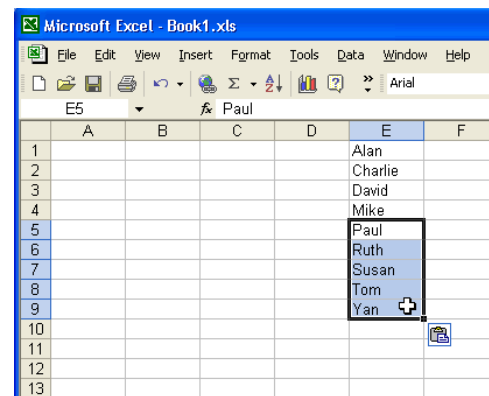 Microsoft Excel - Book1.xls
File Edit View Insert Format Tools Data Window Help
Σ A Z ? » Arial
E5 fx Paul
A B C D E F
1 Alan
2 Charlie
3 David
4 Mike
5 Paul
6 Ruth
7 Susan
8 Tom
9 Yan
10
11
12
13